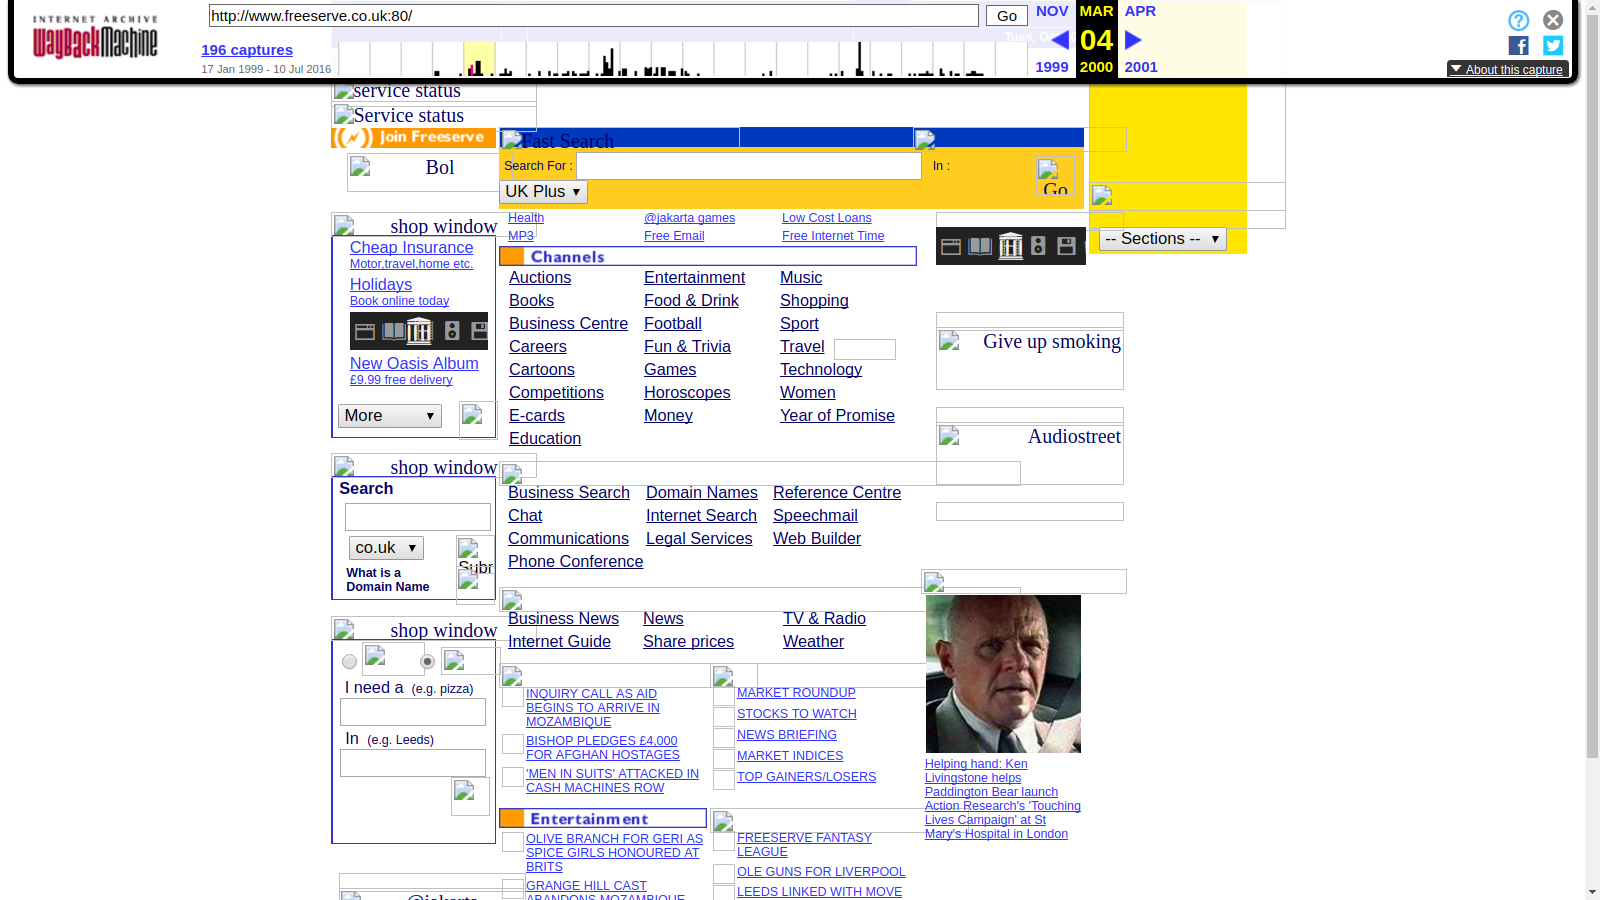 INTERNET ARCHIVE
WayBackMachine
http://www.freeserve.co.uk:80/
Go
NOV
MAR
APR
196 captures
04
17 Jan 1999 - 10 Jul 2016
1999
2000
2001
About this capture
service status
Service status
Join Freeserve
Fast Search
Bol
Search For :
In :
Go
UK Plus
-- Sections --
shop window
Cheap Insurance
Motor,travel,home etc.
Holidays
Book online today
New Oasis Album
£9.99 free delivery
More
Health
@jakarta games
Low Cost Loans
MP3
Free Email
Free Internet Time
Channels
Auctions
Entertainment
Music
Books
Food & Drink
Shopping
Business Centre
Football
Sport
Careers
Fun & Trivia
Travel
Cartoons
Games
Technology
Competitions
Horoscopes
Women
E-cards
Money
Year of Promise
Education
Give up smoking
Audiostreet
shop window
Search
co.uk
Subr
What is a
Domain Name
Business Search
Domain Names
Reference Centre
Chat
Internet Search
Speechmail
Communications
Legal Services
Web Builder
Phone Conference
Business News
News
TV & Radio
Internet Guide
Share prices
Weather
shop window
I need a (e.g. pizza)
In (e.g. Leeds)
INQUIRY CALL AS AID
BEGINS TO ARRIVE IN
MOZAMBIQUE
BISHOP PLEDGES £4,000
FOR AFGHAN HOSTAGES
'MEN IN SUITS' ATTACKED IN
CASH MACHINES ROW
MARKET ROUNDUP
STOCKS TO WATCH
NEWS BRIEFING
MARKET INDICES
TOP GAINERS/LOSERS
Helping hand: Ken
Livingstone helps
Paddington Bear launch
Action Research's 'Touching
Lives Campaign' at St
Mary's Hospital in London
Entertainment
OLIVE BRANCH FOR GERI AS
SPICE GIRLS HONOURED AT
BRITS
GRANGE HILL CAST
ABANDONS MOZAMBIQUE
FREESERVE FANTASY
LEAGUE
OLE GUNS FOR LIVERPOOL
LEEDS LINKED WITH MOVE
@jakarta